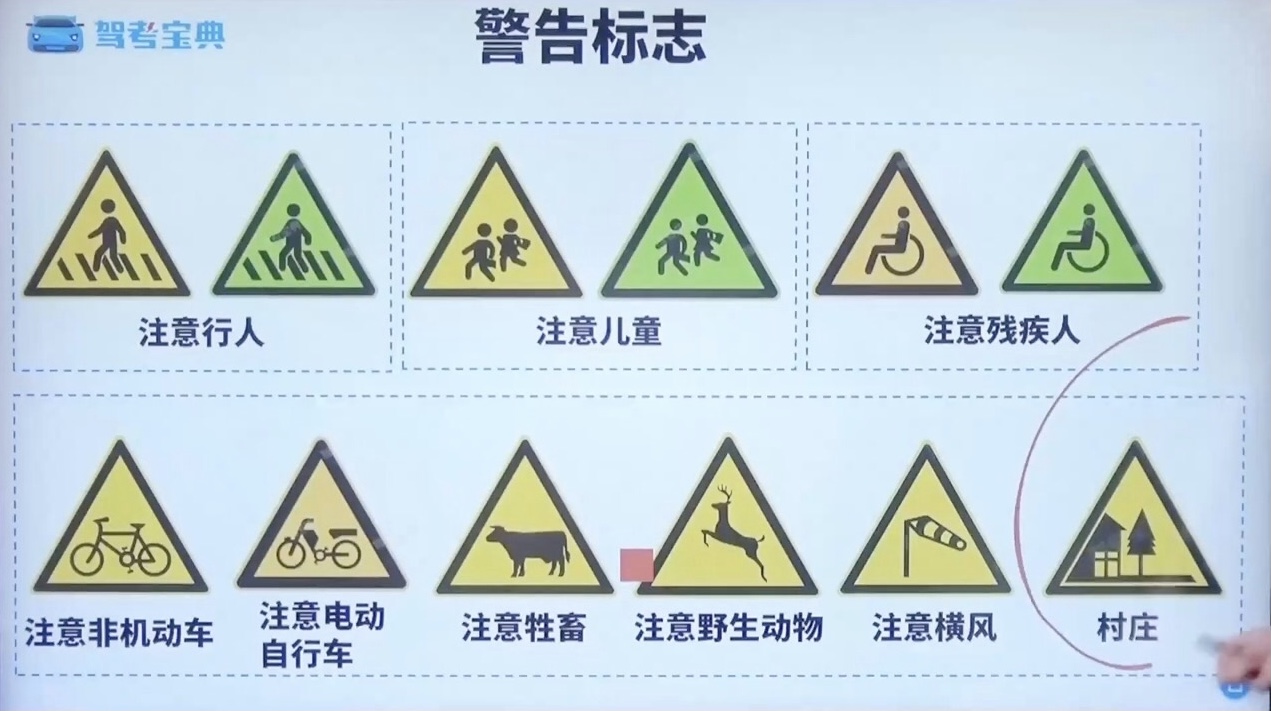 驾考宝典
警告标志
注意行人
注意儿童
注意残疾人
注意非机动车
注意电动
自行车
注意牲畜
注意野生动物
注意横风
村庄